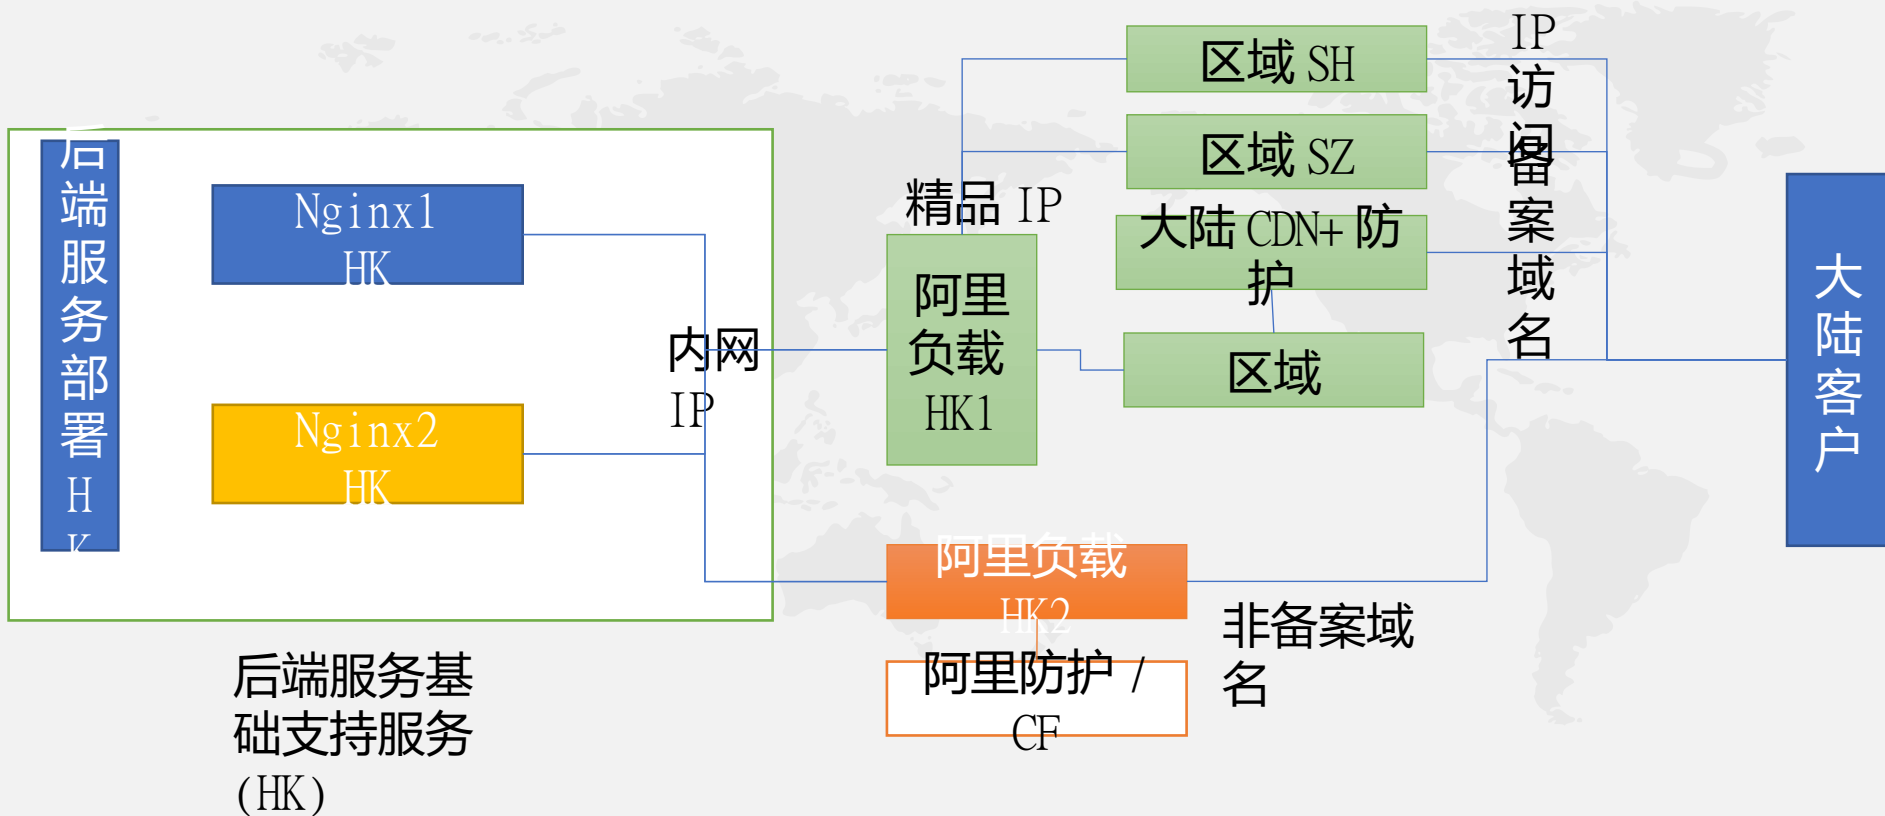 后
端
服
务
部
署
H
K
Nginx1
HK
Nginx2
HK
内网
IP
后端服务基
础支持服务
(HK)
精品 IP
阿里
负载
HK1
区域 SH
区域 SZ
大陆 CDN+ 防
护
区域
阿里负载
HK2
阿里防护 /
CF
非备案域
名
IP
访
问
备
案
域
名
大
陆
客
户